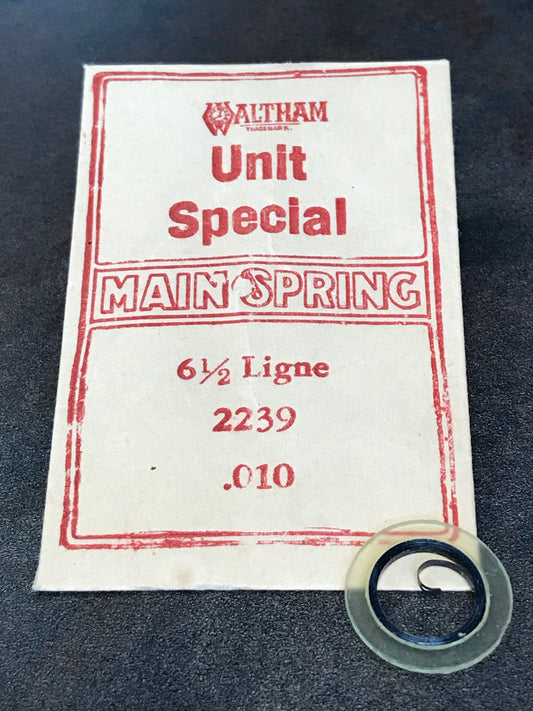 WALTHAM
TRADEMARK.
Unit
Special
MAINSPRING
6½ Ligne
2239
.010